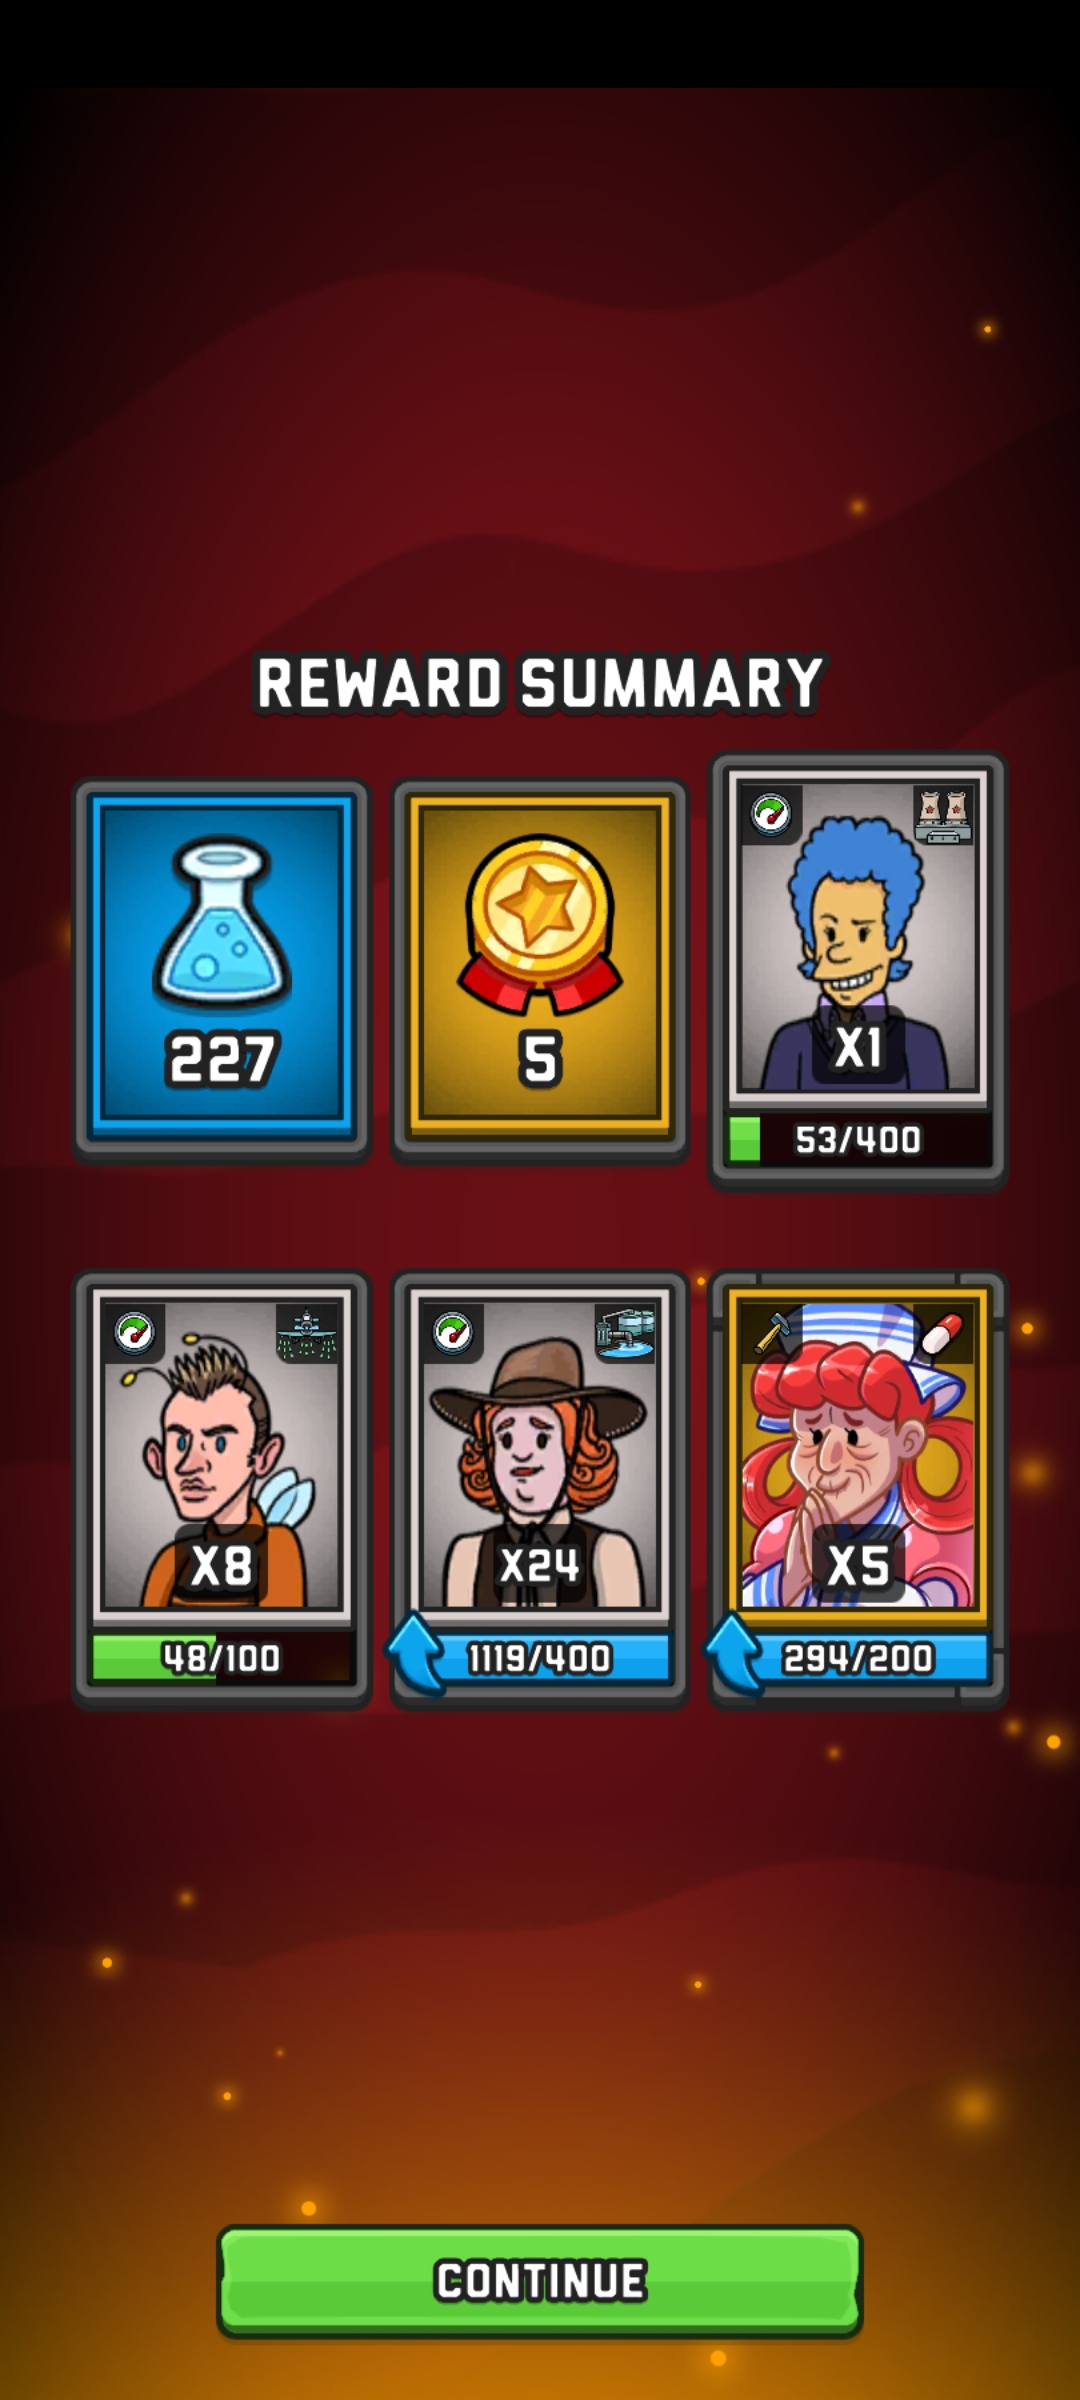 REWARD SUMMARY
227
5
X1
53/400
X8
48/100
X24
1119/400
X5
294/200
CONTINUE